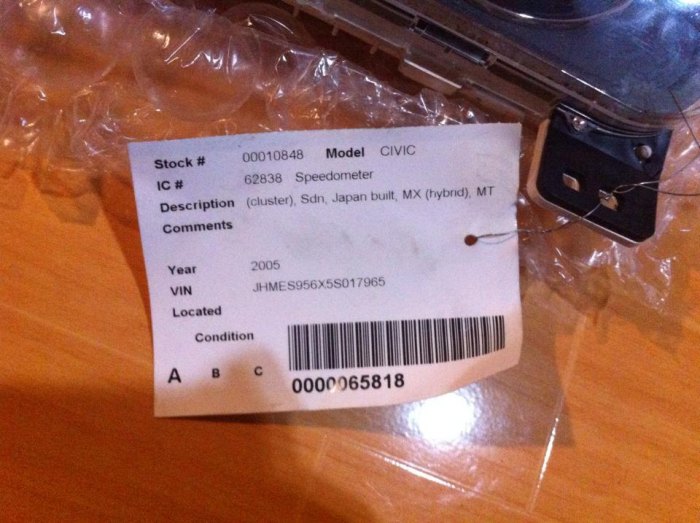 Stock # 00010848 Model CIVIC
IC # 62838 Speedometer
Description (cluster), Sdn, Japan built, MX (hybrid), MT
Comments
Year 2005
VIN JHMES956X5S017965
Located
Condition
A B C
0000065818